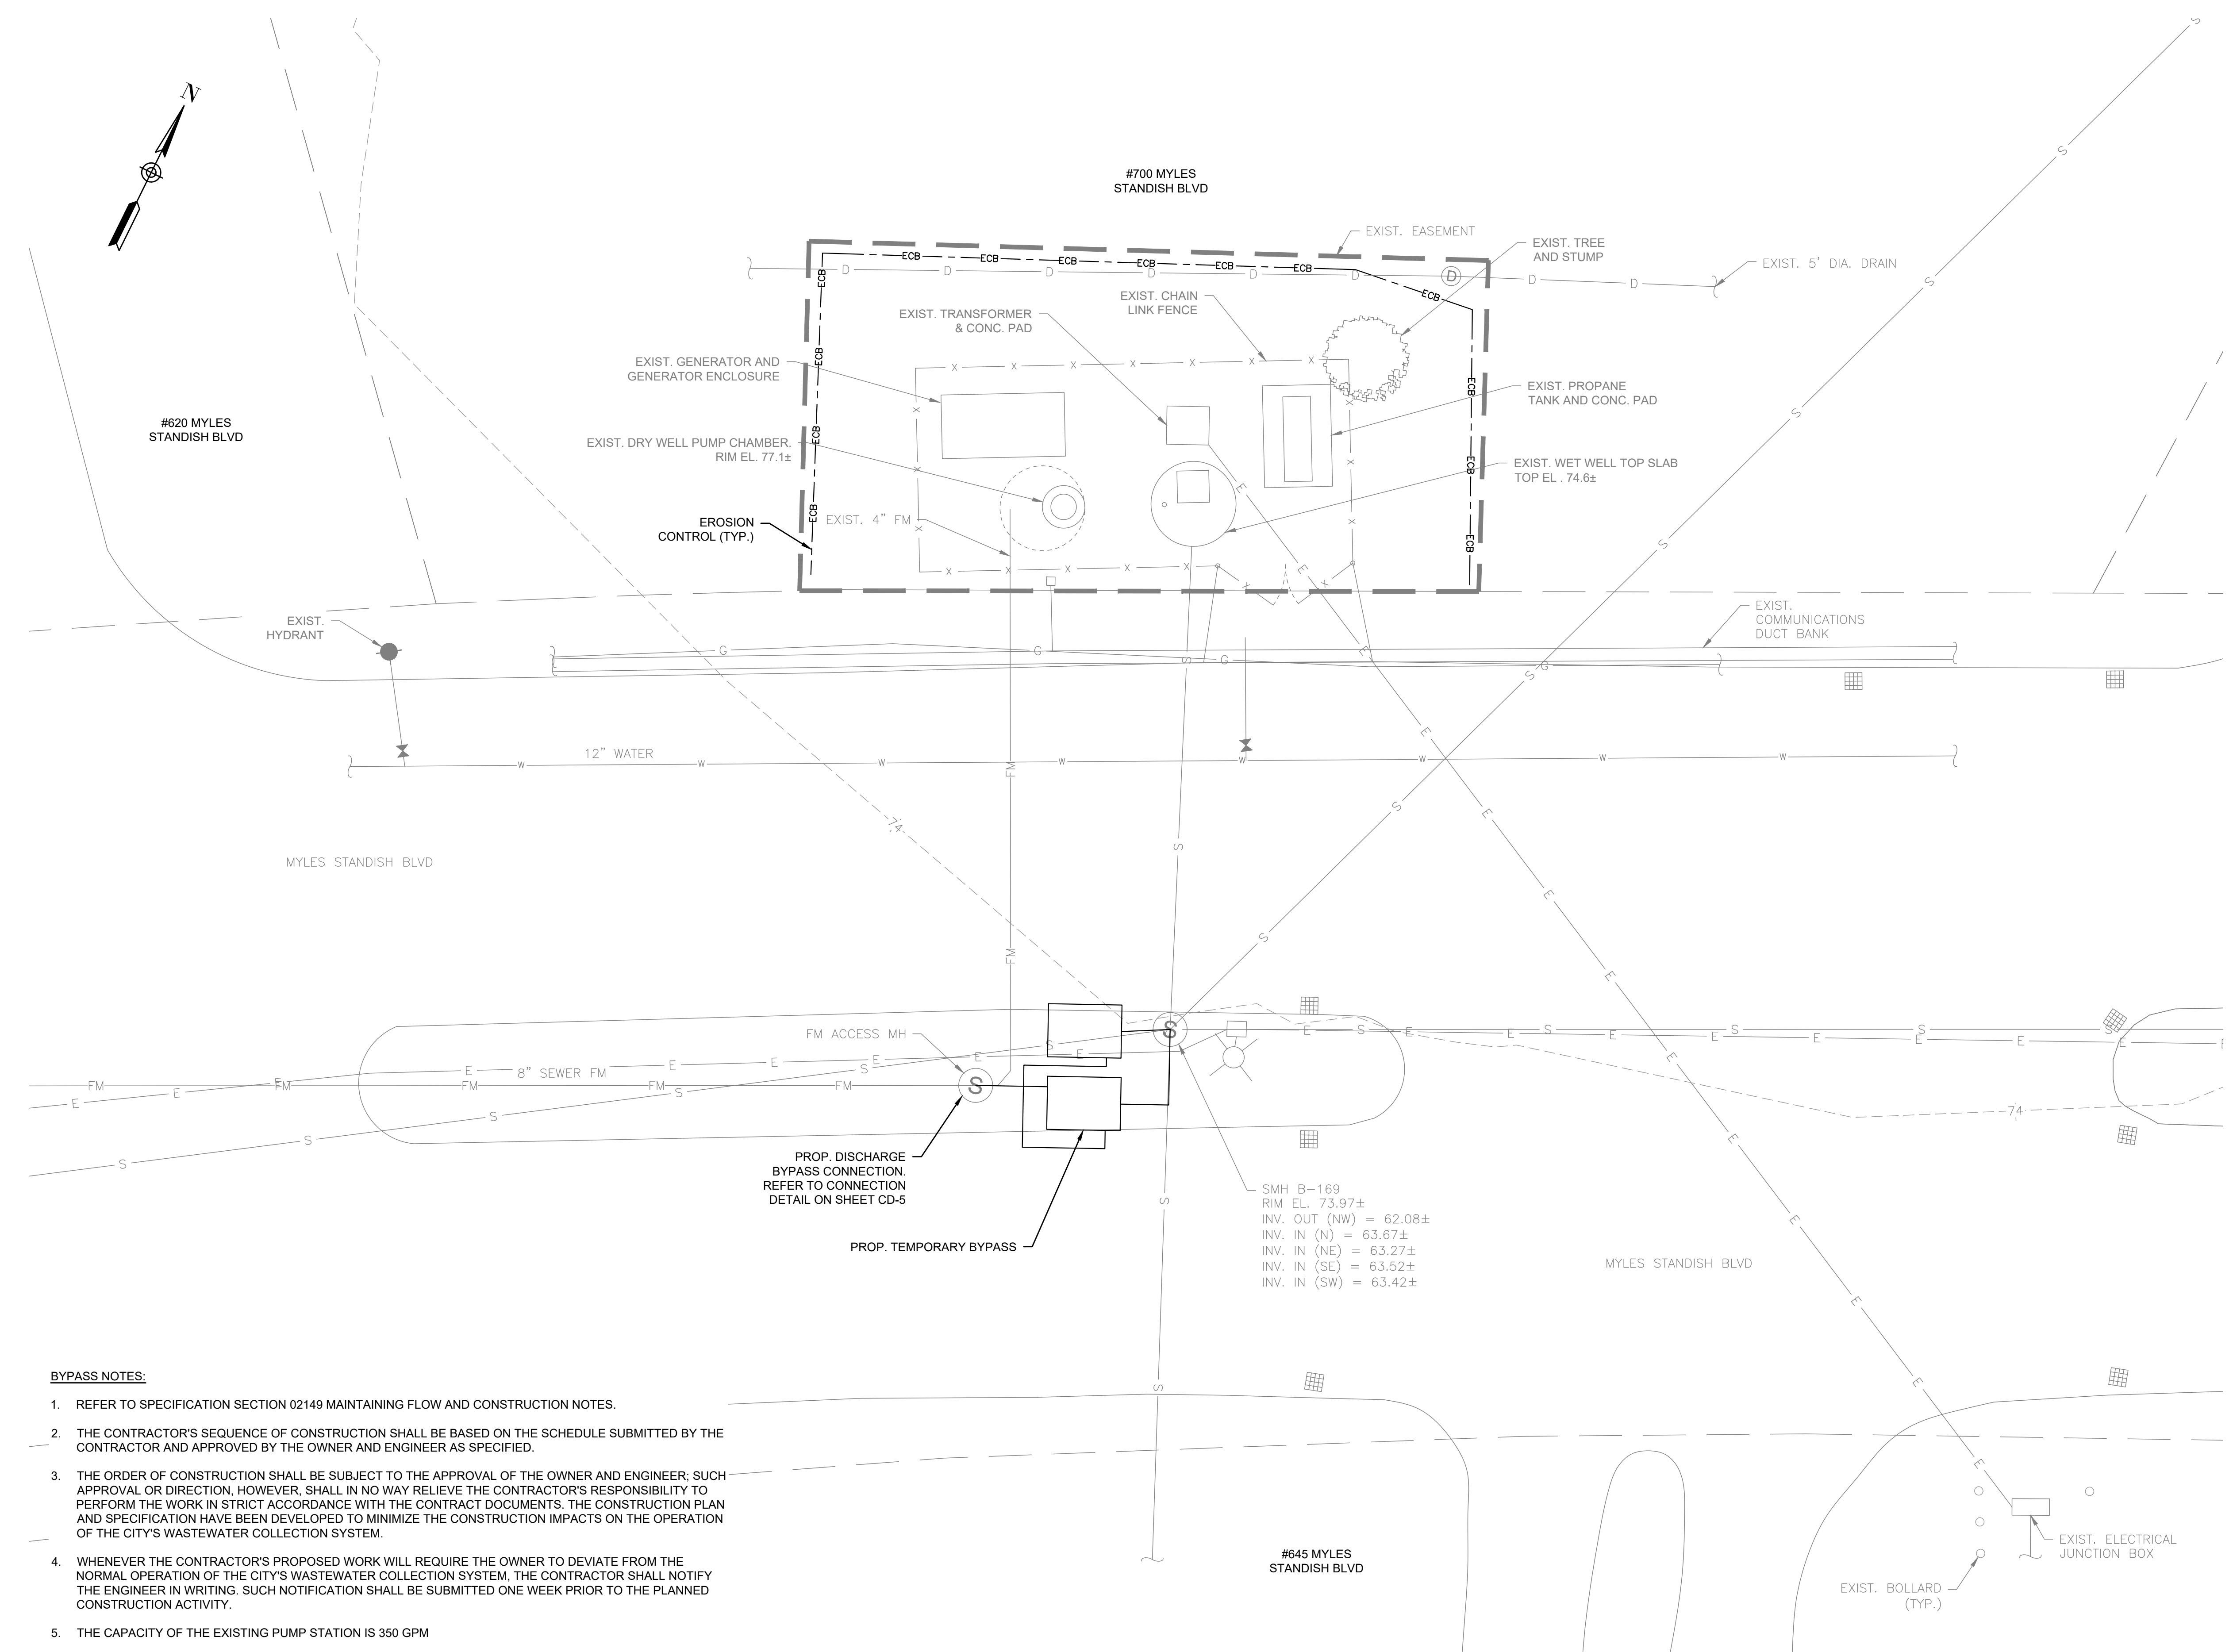 N
#700 MYLES
STANDISH BLVD
EXIST. EASEMENT
EXIST. TREE
AND STUMP
EXIST. 5' DIA. DRAIN
EXIST. CHAIN
LINK FENCE
EXIST. TRANSFORMER
& CONC. PAD
EXIST. GENERATOR AND
GENERATOR ENCLOSURE
EXIST. PROPANE
TANK AND CONC. PAD
#620 MYLES
STANDISH BLVD
EXIST. DRY WELL PUMP CHAMBER.
RIM EL. 77.1±
EXIST. WET WELL TOP SLAB
TOP EL . 74.6±
EROSION
CONTROL (TYP.)
EXIST. 4" FM
EXIST.
HYDRANT
EXIST.
COMMUNICATIONS
DUCT BANK
12" WATER
74
MYLES STANDISH BLVD
FM ACCESS MH
8" SEWER FM
74
PROP. DISCHARGE
BYPASS CONNECTION.
REFER TO CONNECTION
DETAIL ON SHEET CD-5
PROP. TEMPORARY BYPASS
SMH B-169
RIM EL. 73.97±
INV. OUT (NW) = 62.08±
INV. IN (N) = 63.67±
INV. IN (NE) = 63.27±
INV. IN (SE) = 63.52±
INV. IN (SW) = 63.42±
MYLES STANDISH BLVD
#645 MYLES
STANDISH BLVD
EXIST. ELECTRICAL
JUNCTION BOX
EXIST. BOLLARD
(TYP.)
BYPASS NOTES:
1. REFER TO SPECIFICATION SECTION 02149 MAINTAINING FLOW AND CONSTRUCTION NOTES.
2. THE CONTRACTOR'S SEQUENCE OF CONSTRUCTION SHALL BE BASED ON THE SCHEDULE SUBMITTED BY THE
CONTRACTOR AND APPROVED BY THE OWNER AND ENGINEER AS SPECIFIED.
3. THE ORDER OF CONSTRUCTION SHALL BE SUBJECT TO THE APPROVAL OF THE OWNER AND ENGINEER; SUCH
APPROVAL OR DIRECTION, HOWEVER, SHALL IN NO WAY RELIEVE THE CONTRACTOR'S RESPONSIBILITY TO
PERFORM THE WORK IN STRICT ACCORDANCE WITH THE CONTRACT DOCUMENTS. THE CONSTRUCTION PLAN
AND SPECIFICATION HAVE BEEN DEVELOPED TO MINIMIZE THE CONSTRUCTION IMPACTS ON THE OPERATION
OF THE CITY'S WASTEWATER COLLECTION SYSTEM.
4. WHENEVER THE CONTRACTOR'S PROPOSED WORK WILL REQUIRE THE OWNER TO DEVIATE FROM THE
NORMAL OPERATION OF THE CITY'S WASTEWATER COLLECTION SYSTEM, THE CONTRACTOR SHALL NOTIFY
THE ENGINEER IN WRITING. SUCH NOTIFICATION SHALL BE SUBMITTED ONE WEEK PRIOR TO THE PLANNED
CONSTRUCTION ACTIVITY.
5. THE CAPACITY OF THE EXISTING PUMP STATION IS 350 GPM